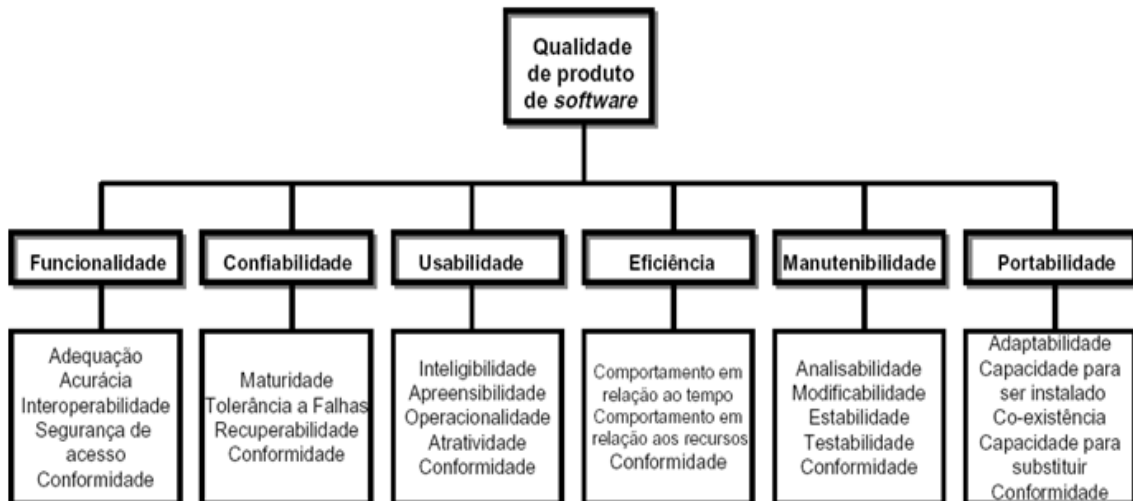 Qualidade
de produto
de software
Funcionalidade
Confiabilidade
Usabilidade
Eficiência
Manutenibilidade
Portabilidade
Adequação
Acurácia
Interoperabilidade
Segurança de
acesso
Conformidade
Maturidade
Tolerância a Falhas
Recuperabilidade
Conformidade
Inteligibilidade
Apreensibilidade
Operacionalidade
Atratividade
Conformidade
Comportamento em
relação ao tempo
Comportamento em
relação aos recursos
Conformidade
Analisabilidade
Modificabilidade
Estabilidade
Testabilidade
Conformidade
Adaptabilidade
Capacidade para
ser instalado
Co-existência
Capacidade para
substituir
Conformidade